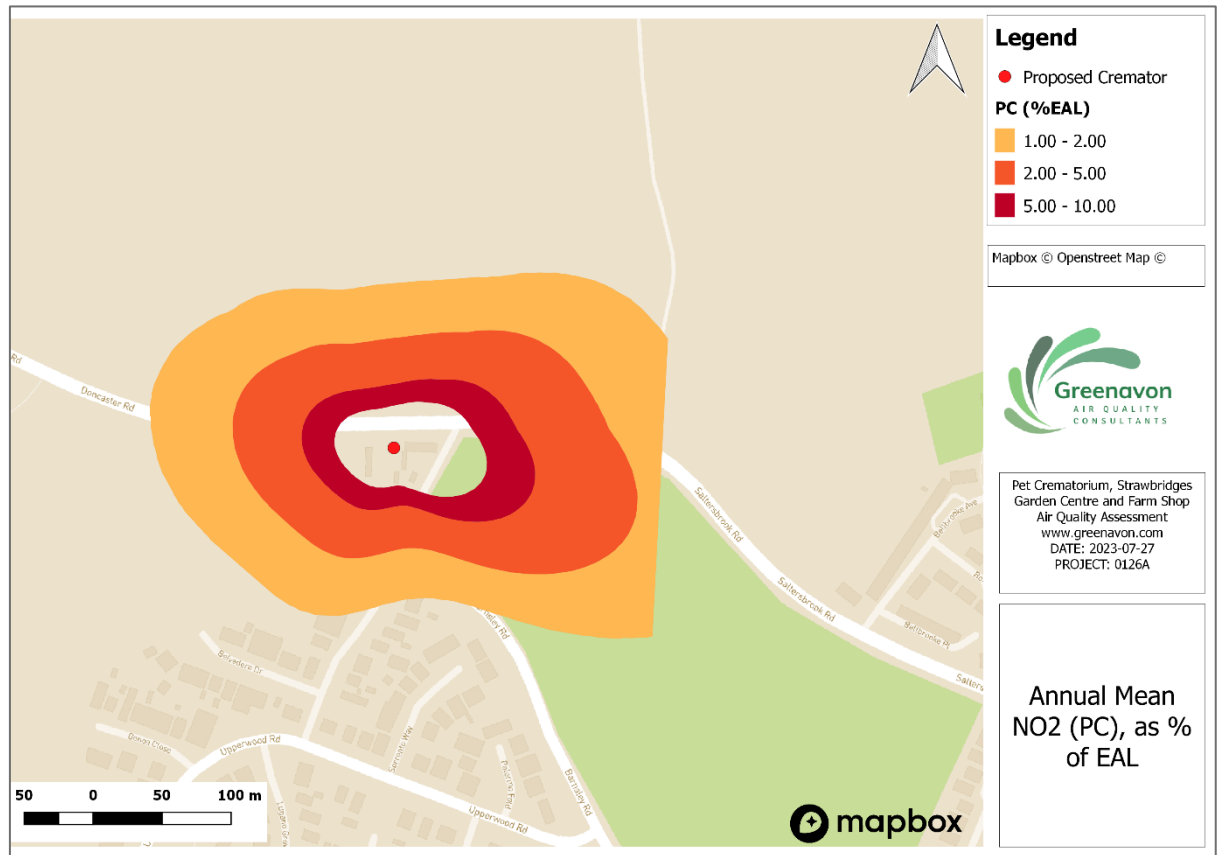 Legend
Proposed Cremator
PC (%EAL)
1.00 - 2.00
2.00 - 5.00
5.00 - 10.00
Mapbox © Openstreet Map ©
Greenavon
AIR QUALITY
CONSULTANTS
Pet Crematorium, Strawbridges
Garden Centre and Farm Shop
Air Quality Assessment
www.greenavon.com
DATE: 2023-07-27
PROJECT: 0126A
Annual Mean
NO2 (PC), as %
of EAL
Rd
Doncaster Rd
Saltersbrook Rd
Saltersbrook Rd
Barnsley Rd
Upperwood Rd
Upperwood Rd
Belvedere Dr
50 0 50 100 m
mapbox